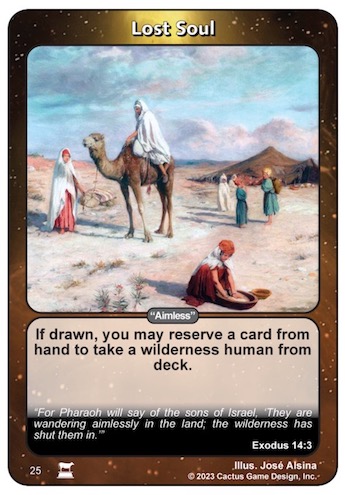 Lost Soul
"Aimless"
If drawn, you may reserve a card from
hand to take a wilderness human from
deck.
"For Pharaoh will say of the sons of Israel, 'They are
wandering aimlessly in the land; the wilderness has
shut them in.'"
Exodus 14:3
25
Illus. José Alsina
© 2023 Cactus Game Design, Inc.